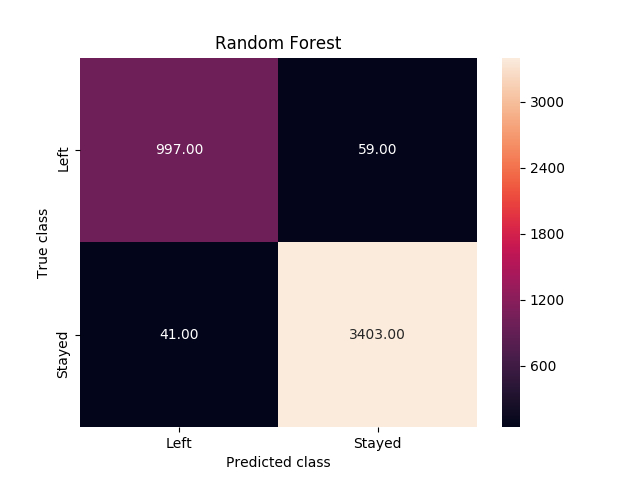 Random Forest
True class
Left
997.00
59.00
Stayed
41.00
3403.00
Left
Stayed
Predicted class
3000
2400
1800
1200
600